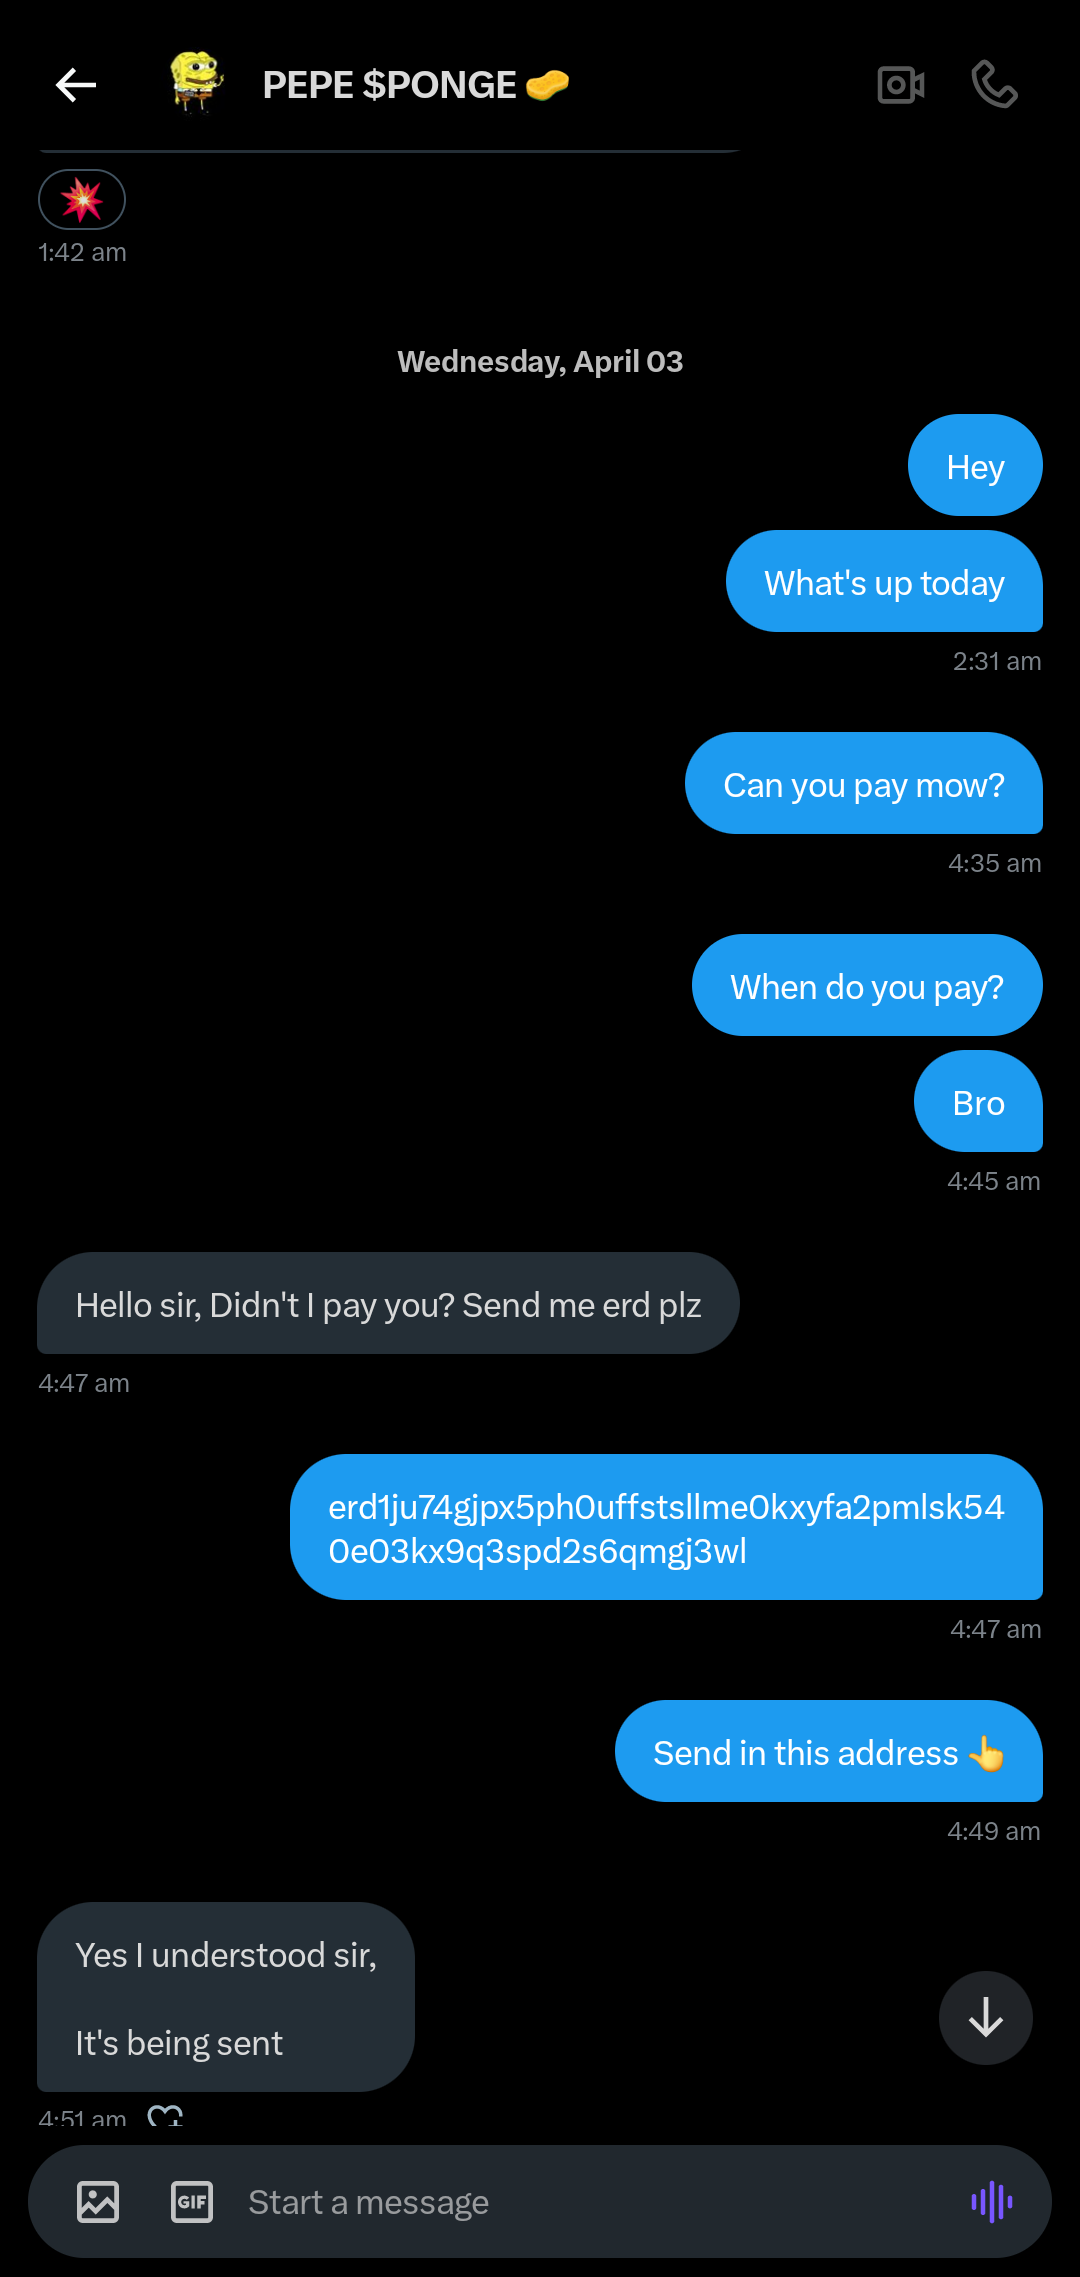 PEPE $PONGE 🧽
💥
1:42 am
Wednesday, April 03
Hey
What's up today
2:31 am
Can you pay mow?
4:35 am
When do you pay?
Bro
4:45 am
Hello sir, Didn't I pay you? Send me erd plz
4:47 am
erd1ju74gjpx5ph0uffstsllme0kxyfa2pmlsk54
0e03kx9q3spd2s6qmgj3wl
4:47 am
Send in this address 👆
4:49 am
Yes I understood sir,
It's being sent
4:51 am
GIF
Start a message